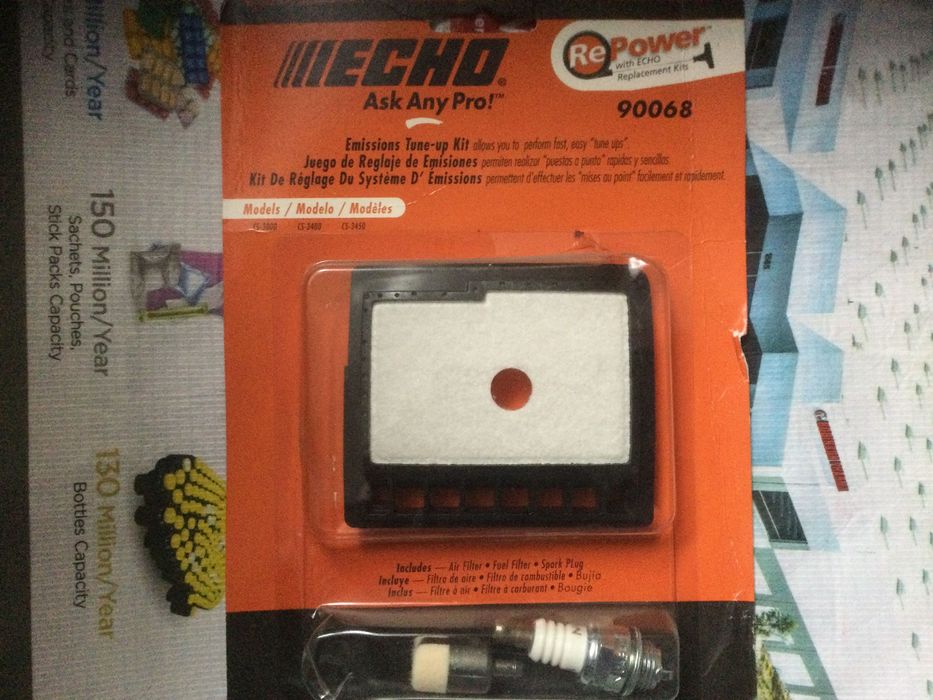 ECHO
Ask Any Pro!™
RePower™
with ECHO
Replacement Kits
90068
Emissions Tune-up Kit allows you to perform fast, easy "tune ups".
Juego de Reglaje de Emisiones permiten realizar "puestas a punto" rapidas y sencillas.
Kit De Réglage Du Système D' Emissions permettent d'effectuer les "mises au point" facilement et rapidement.
Models / Modelo / Modèles
CS-3000 CS-3400 CS-3450
Includes — Air Filter • Fuel Filter • Spark PLug
Incluye — Filtro de aire • Filtro de combustible • Bujia
Inclus — Filtre à air • Filtre à carburant • Bougie
Million/Year
and Cards
150 Million/Year
Sachets, Pouches,
Stick Packs Capacity
130 Million/Year
Bottles Capacity